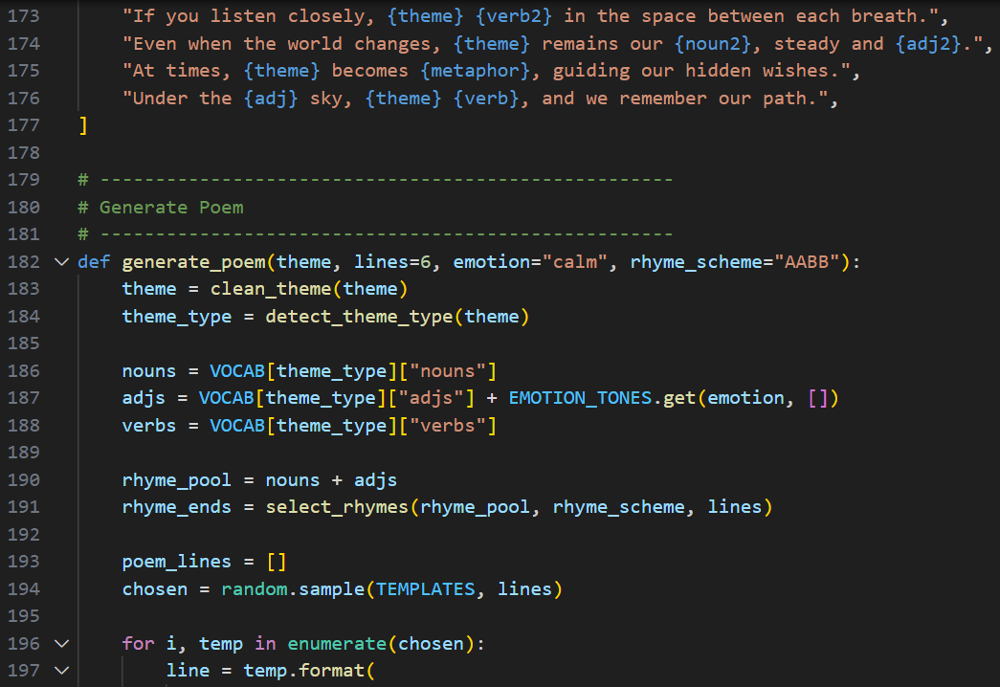 173 "If you listen closely, {theme} {verb2} in the space between each breath.",
174 "Even when the world changes, {theme} remains our {noun2}, steady and {adj2}.",
175 "At times, {theme} becomes {metaphor}, guiding our hidden wishes.",
176 "Under the {adj} sky, {theme} {verb}, and we remember our path.",
177 ]
178
179 # ----------------------------------------------------
180 # Generate Poem
181 # ----------------------------------------------------
182 def generate_poem(theme, lines=6, emotion="calm", rhyme_scheme="AABB"):
183 theme = clean_theme(theme)
184 theme_type = detect_theme_type(theme)
185
186 nouns = VOCAB[theme_type]["nouns"]
187 adjs = VOCAB[theme_type]["adjs"] + EMOTION_TONES.get(emotion, [])
188 verbs = VOCAB[theme_type]["verbs"]
189
190 rhyme_pool = nouns + adjs
191 rhyme_ends = select_rhymes(rhyme_pool, rhyme_scheme, lines)
192
193 poem_lines = []
194 chosen = random.sample(TEMPLATES, lines)
195
196 for i, temp in enumerate(chosen):
197 line = temp.format(